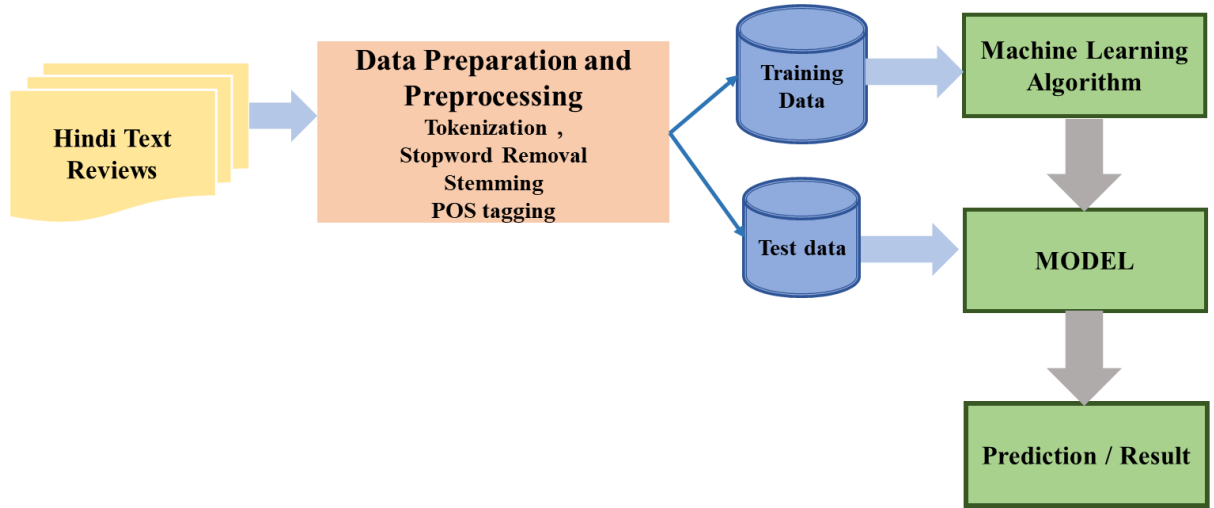 Hindi Text
Reviews
Data Preparation and
Preprocessing
Tokenization ,
Stopword Removal
Stemming
POS tagging
Training
Data
Test data
Machine Learning
Algorithm
MODEL
Prediction / Result